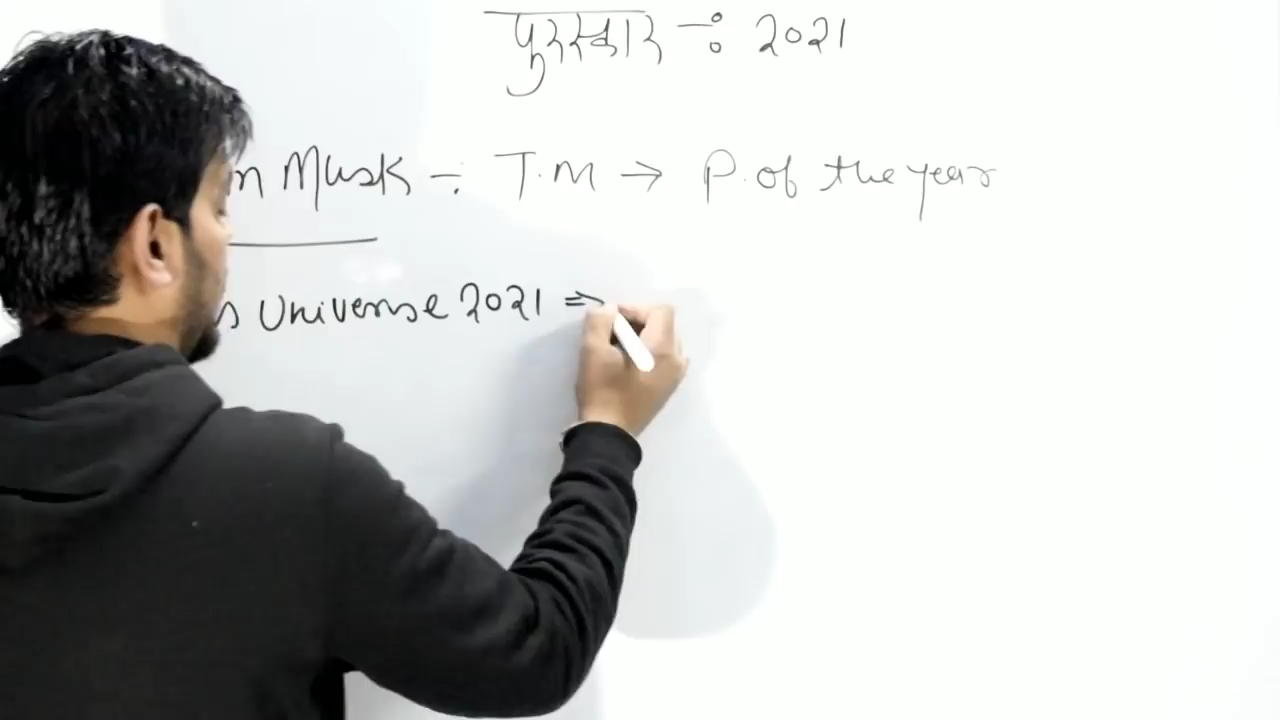 पुरस्कार -: 2021
n Musk ÷ T.M → P. of the year
s Universe 2021 ⇒